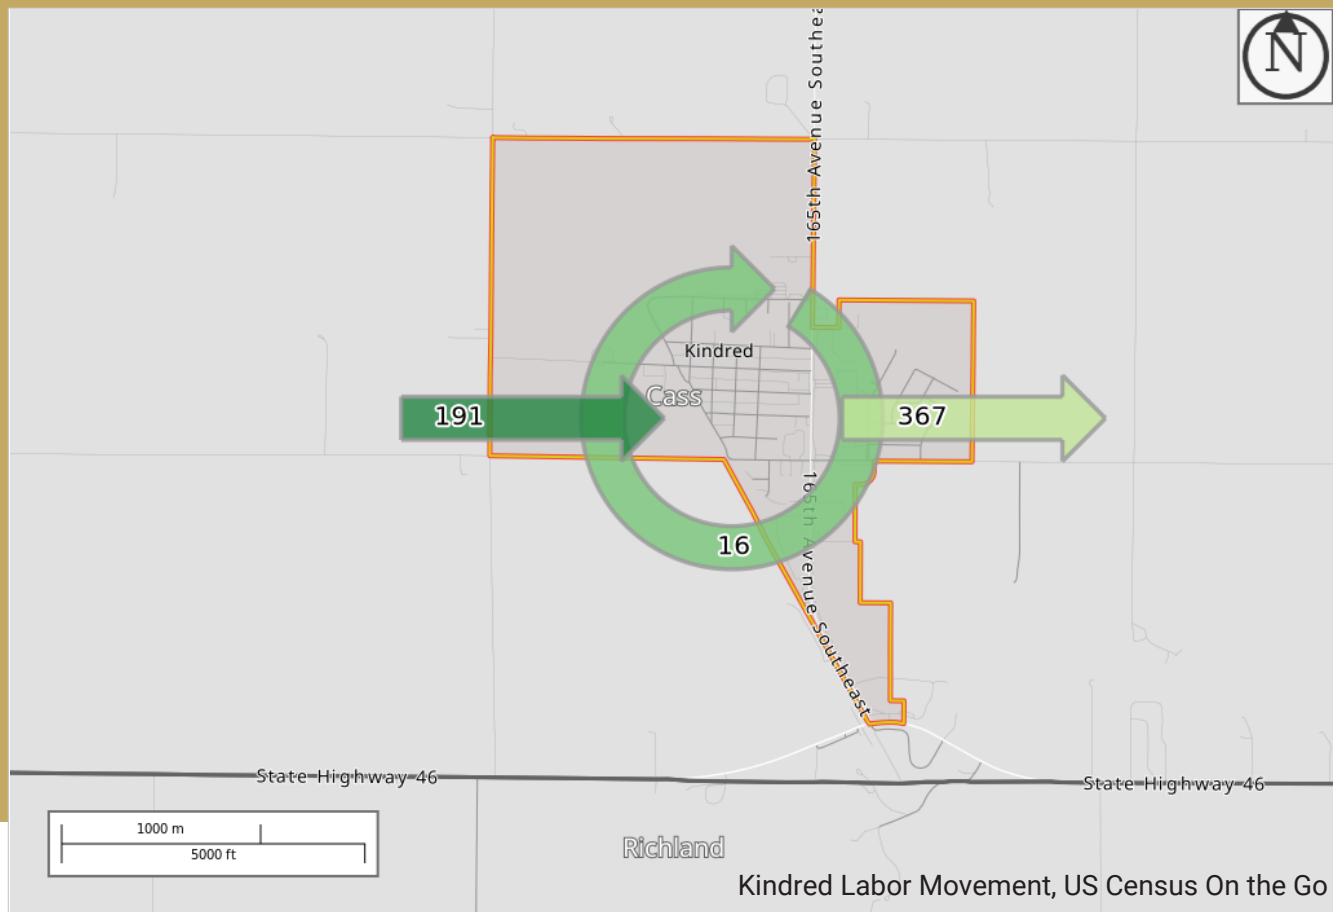 N
165th Avenue Southea
Kindred
Cass
191
367
16
165th Avenue Southeast
State Highway 46
State Highway 46
1000 m
5000 ft
Richland
Kindred Labor Movement, US Census On the Go